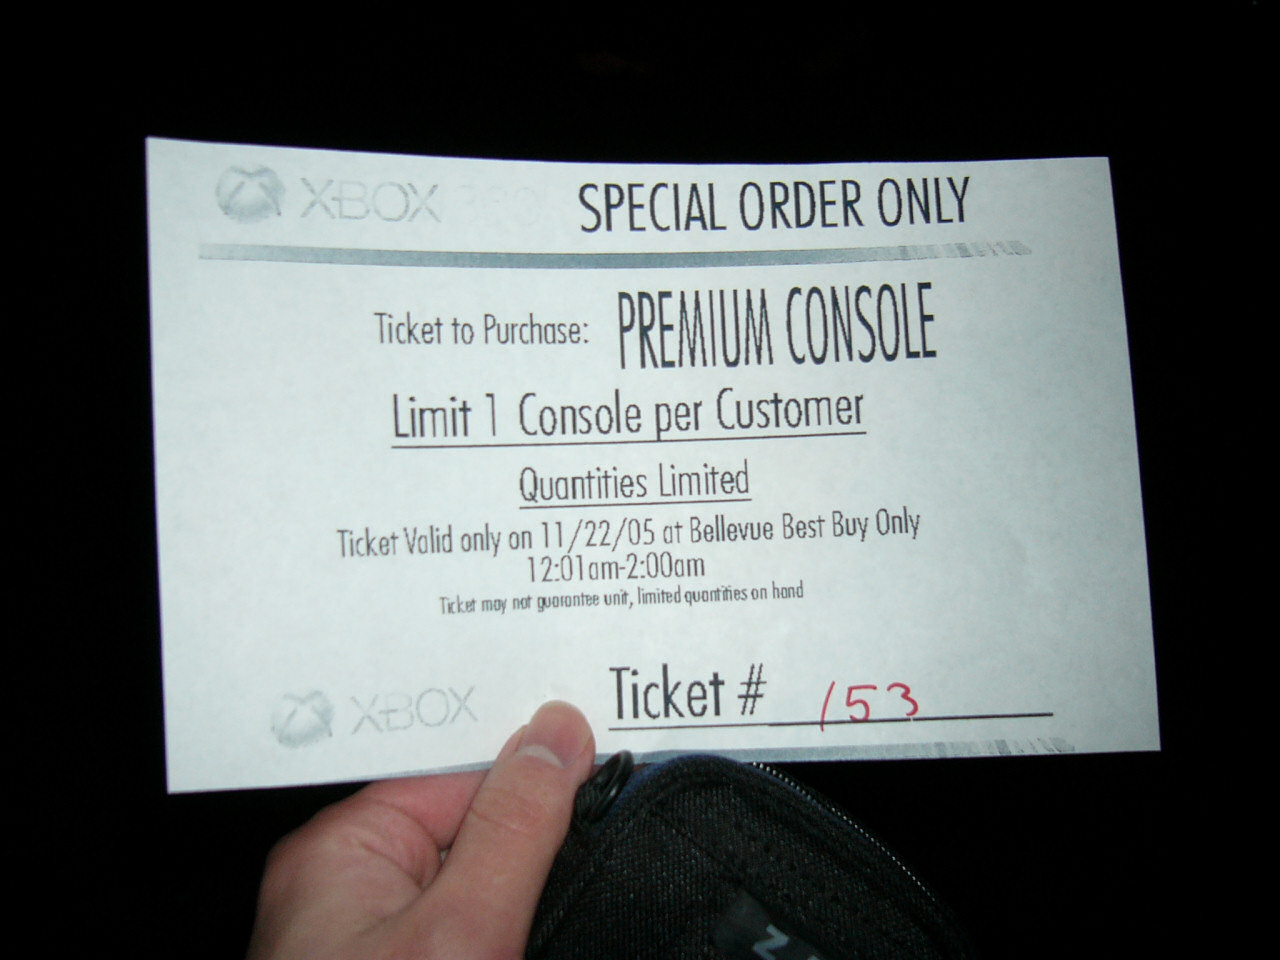 XBOX 360 SPECIAL ORDER ONLY
Ticket to Purchase: PREMIUM CONSOLE
Limit 1 Console per Customer
Quantities Limited
Ticket Valid only on 11/22/05 at Bellevue Best Buy Only
12:01am-2:00am
Ticket may not guarantee unit, limited quantities on hand
XBOX Ticket # 153